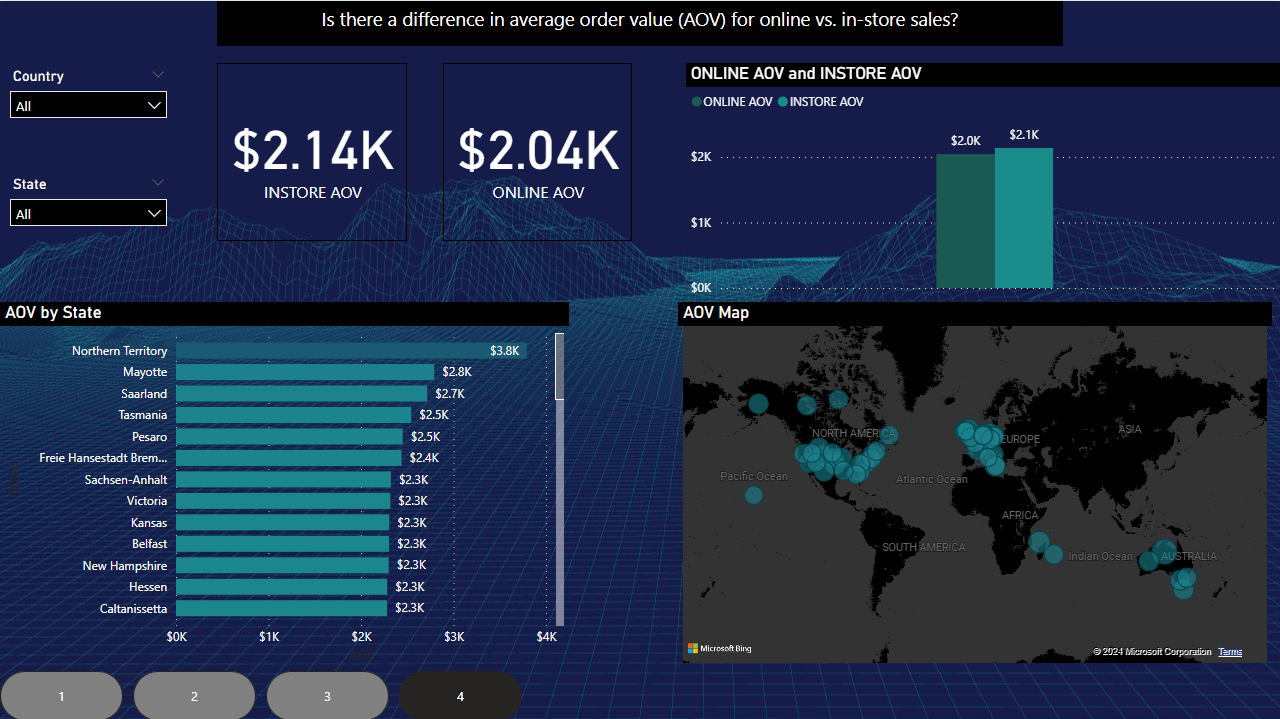 Is there a difference in average order value (AOV) for online vs. in-store sales?
Country
All
State
All
$2.14K
INSTORE AOV
$2.04K
ONLINE AOV
ONLINE AOV and INSTORE AOV
ONLINE AOV INSTORE AOV
$2.0K
$2.1K
$2K
$1K
$0K
AOV by State
Northern Territory $3.8K
Mayotte $2.8K
Saarland $2.7K
Tasmania $2.5K
Pesaro $2.5K
Freie Hansestadt Brem... $2.4K
Sachsen-Anhalt $2.3K
Victoria $2.3K
Kansas $2.3K
Belfast $2.3K
New Hampshire $2.3K
Hessen $2.3K
Caltanissetta $2.3K
$0K $1K $2K $3K $4K
AOV Map
NORTH AMERICA
EUROPE
ASIA
Pacific Ocean
Atlantic Ocean
AFRICA
SOUTH AMERICA
Indian Ocean
AUSTRALIA
Microsoft Bing
© 2024 Microsoft Corporation Terms
1 2 3 4